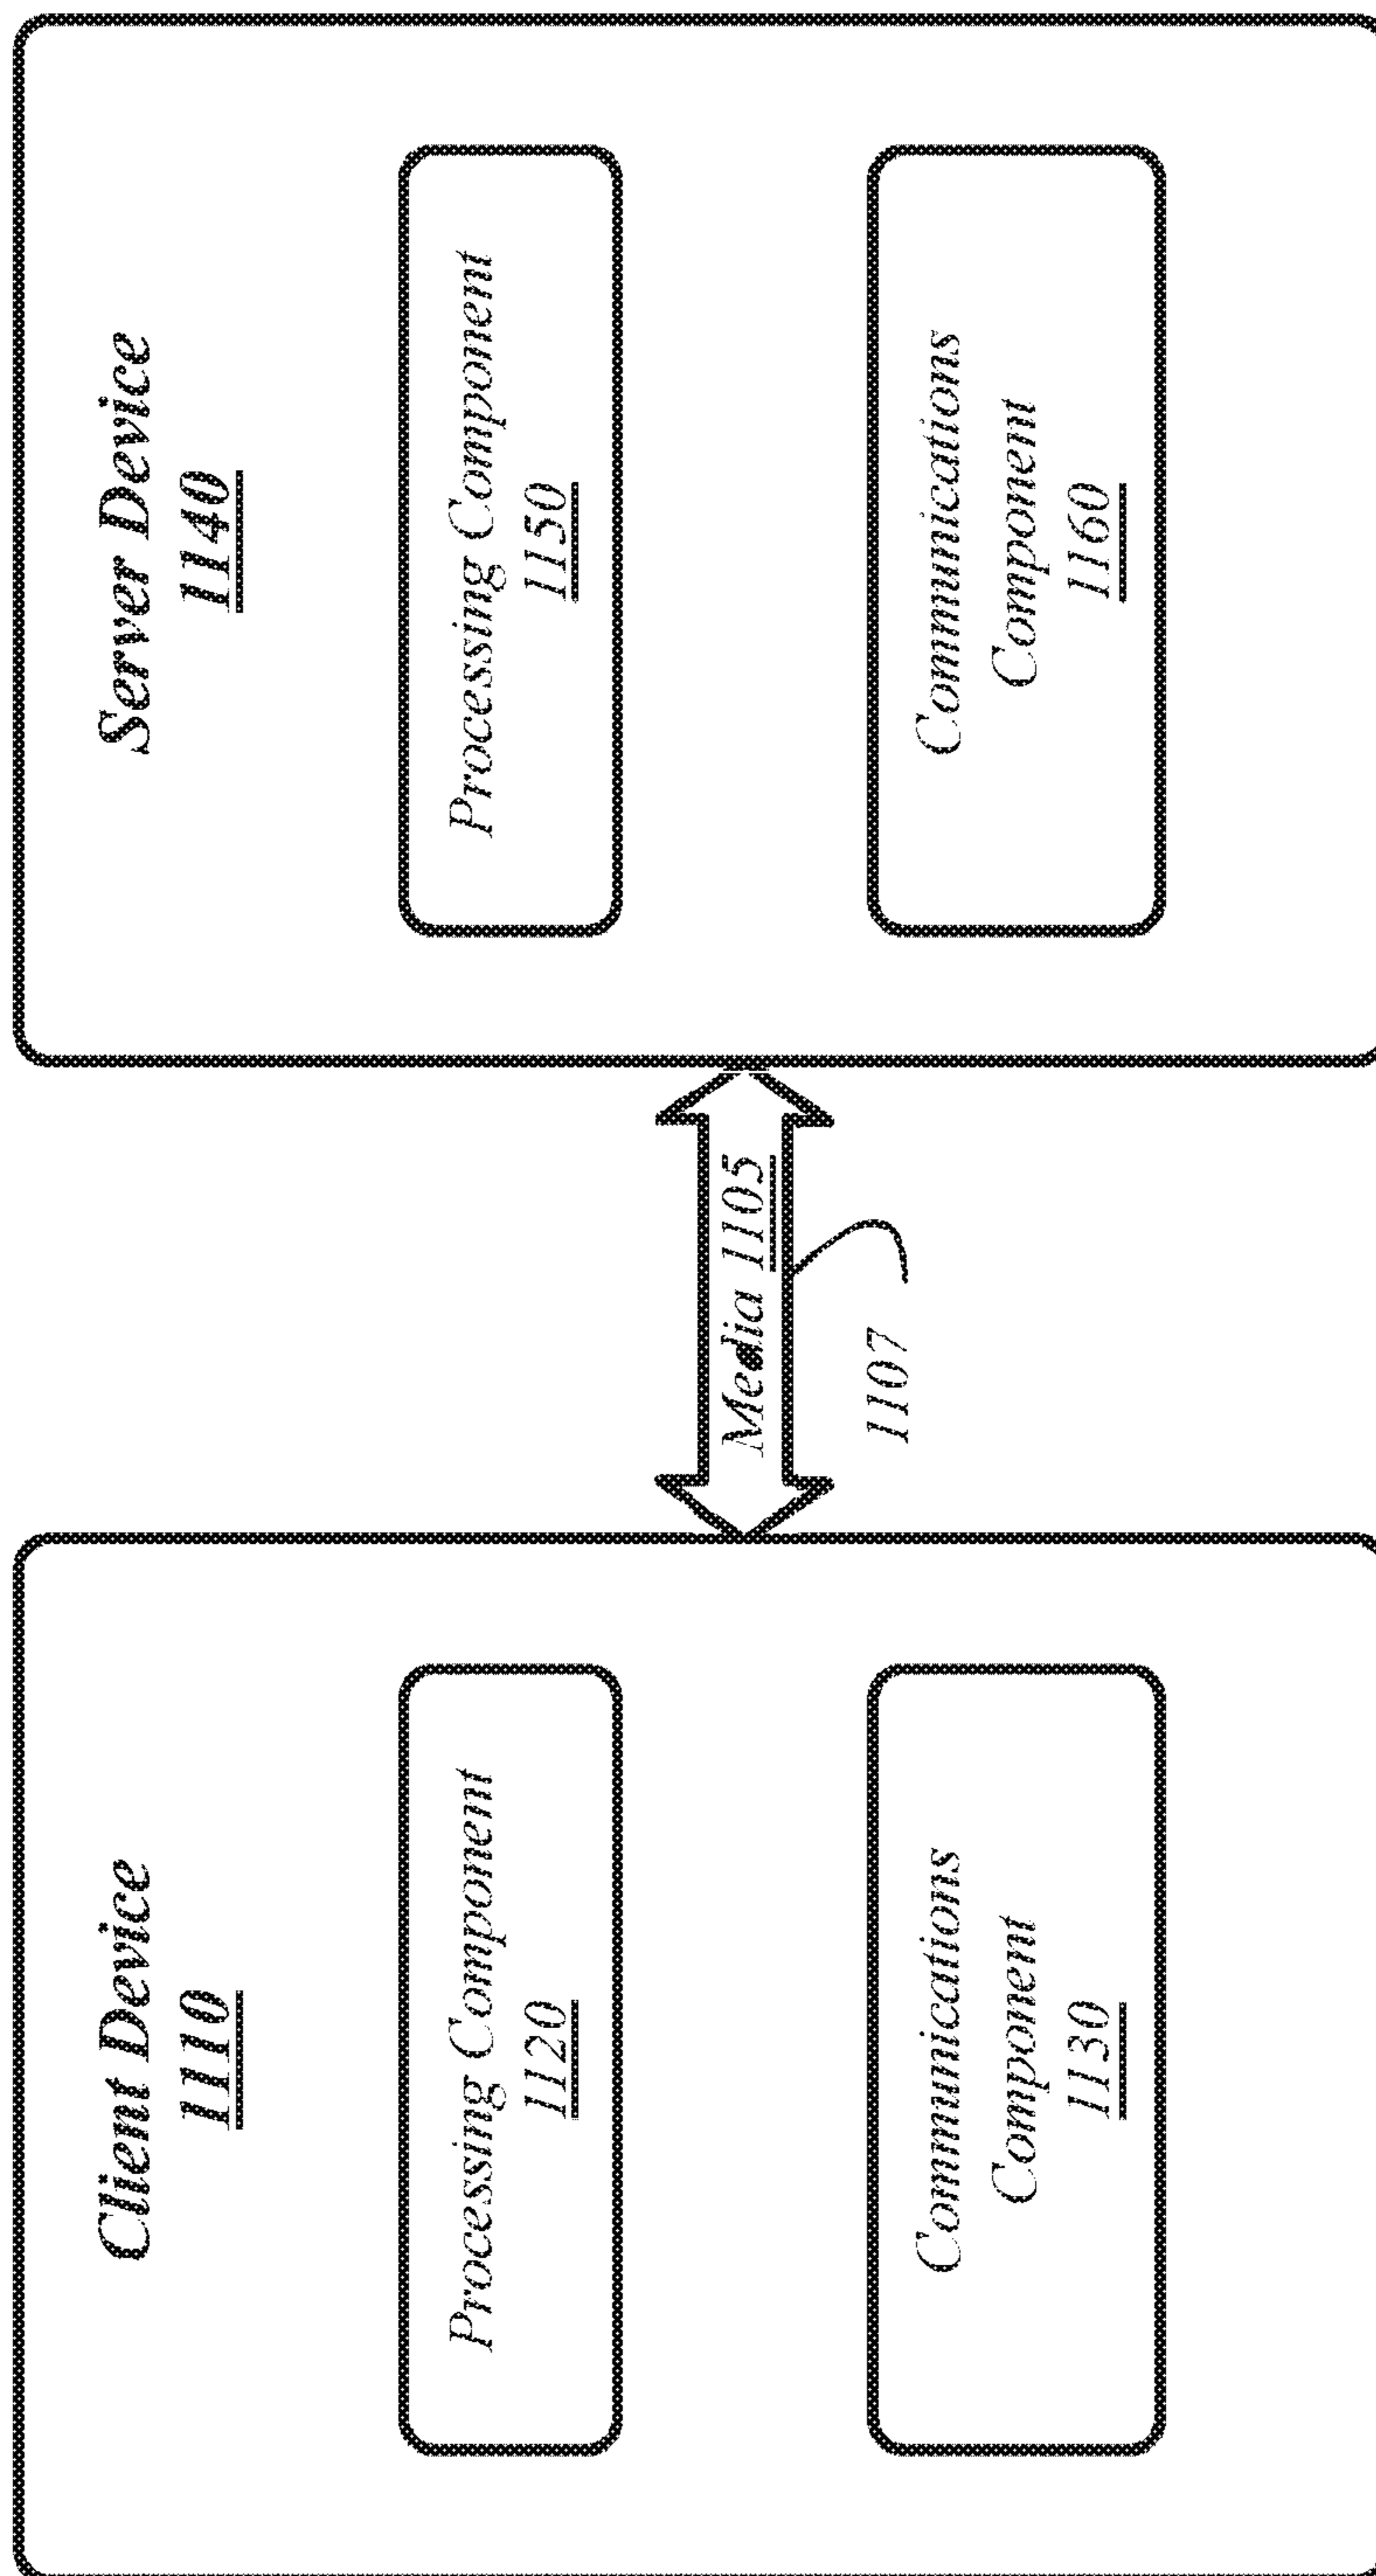 Client Device
1110
Processing Component
1120
Communications
Component
1130
Media 1105
1107
Server Device
1140
Processing Component
1150
Communications
Component
1160